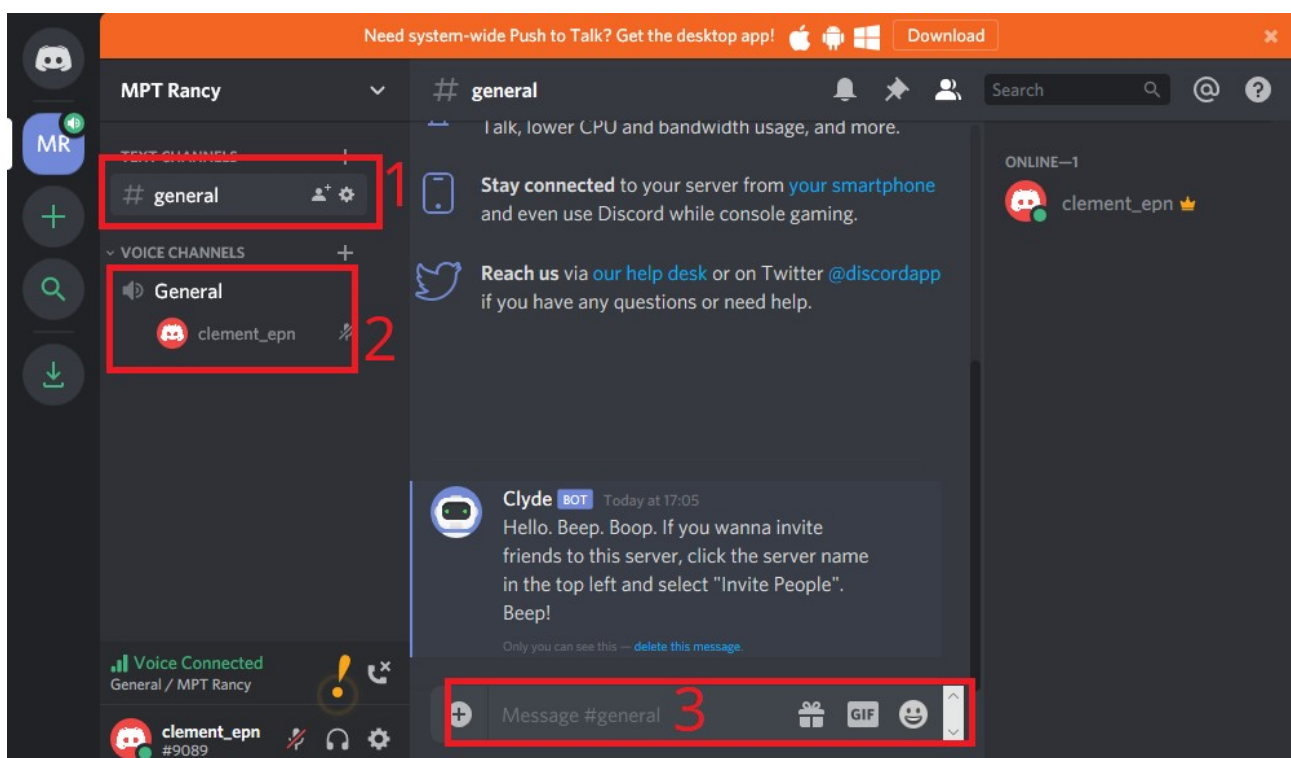 Need system-wide Push to Talk? Get the desktop app! Download
MR
MPT Rancy
TEXT CHANNELS
general
1
VOICE CHANNELS
General
clement_epn
2
Voice Connected
General / MPT Rancy
clement_epn
#9089
# general
Search
@
?
Talk, lower CPU and bandwidth usage, and more.
Stay connected to your server from your smartphone
and even use Discord while console gaming.
Reach us via our help desk or on Twitter @discordapp
if you have any questions or need help.
Clyde BOT Today at 17:05
Hello. Beep. Boop. If you wanna invite
friends to this server, click the server name
in the top left and select "Invite People".
Beep!
Only you can see this — delete this message.
Message #general
3
GIF
ONLINE—1
clement_epn